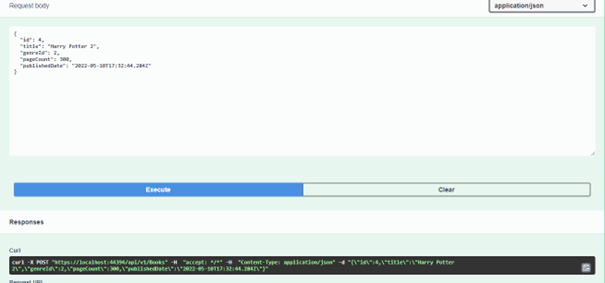 Request body
application/json
{
"id": 4,
"title": "Harry Potter 2",
"genreId": 2,
"pageCount": 300,
"publishedDate": "2022-05-10T17:32:44.284Z"
}
Execute
Clear
Responses
Curl
curl -X POST "https://localhost:44394/api/v1/Books" -H "accept: */*" -H "Content-Type: application/json" -d "{\"id\":4,\"title\":\"Harry Potter
2\",\"genreId\":2,\"pageCount\":300,\"publishedDate\":\"2022-05-10T17:32:44.284Z\"}"
Request URL